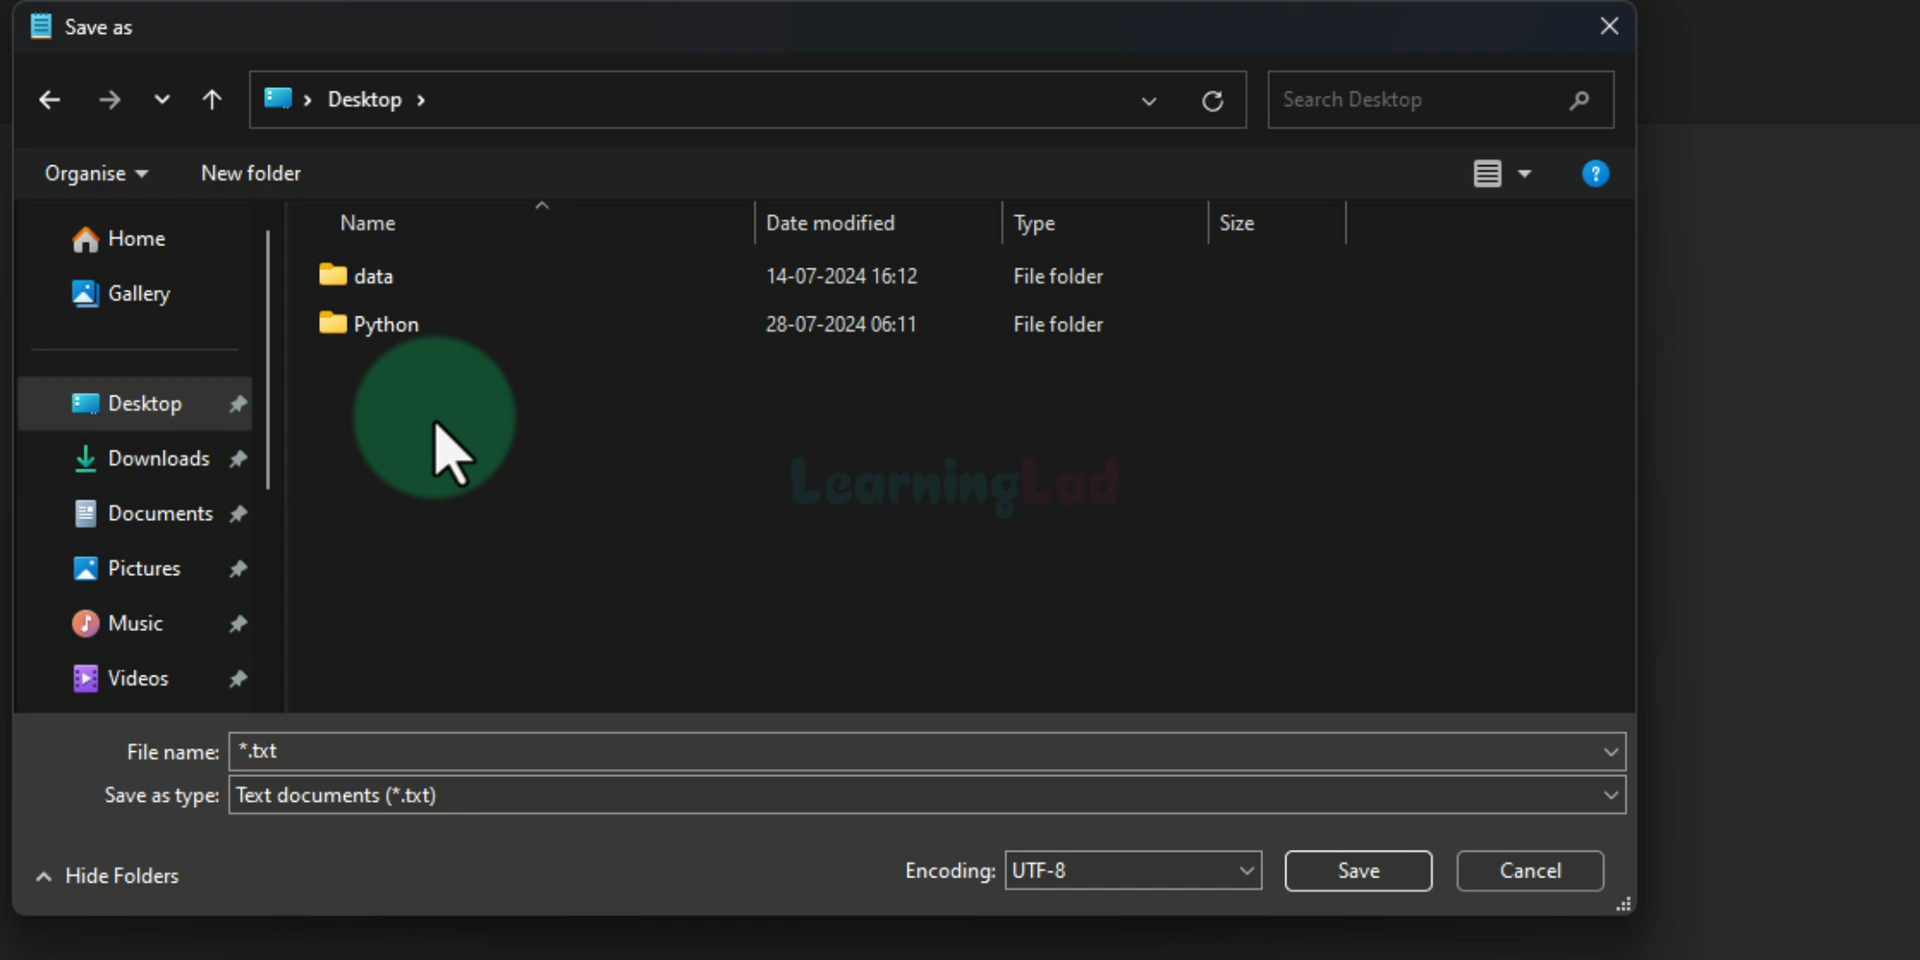 Save as
Desktop
Search Desktop
Organise
New folder
?
Name
Date modified
Type
Size
Home
Gallery
data
14-07-2024 16:12
File folder
Python
28-07-2024 06:11
File folder
Desktop
Downloads
Documents
Pictures
Music
Videos
LearningLad
File name: *.txt
Save as type: Text documents (*.txt)
Hide Folders
Encoding: UTF-8
Save
Cancel